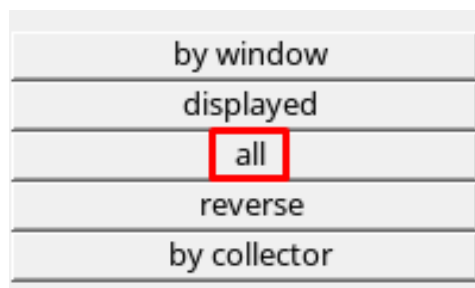 by window
displayed
all
reverse
by collector